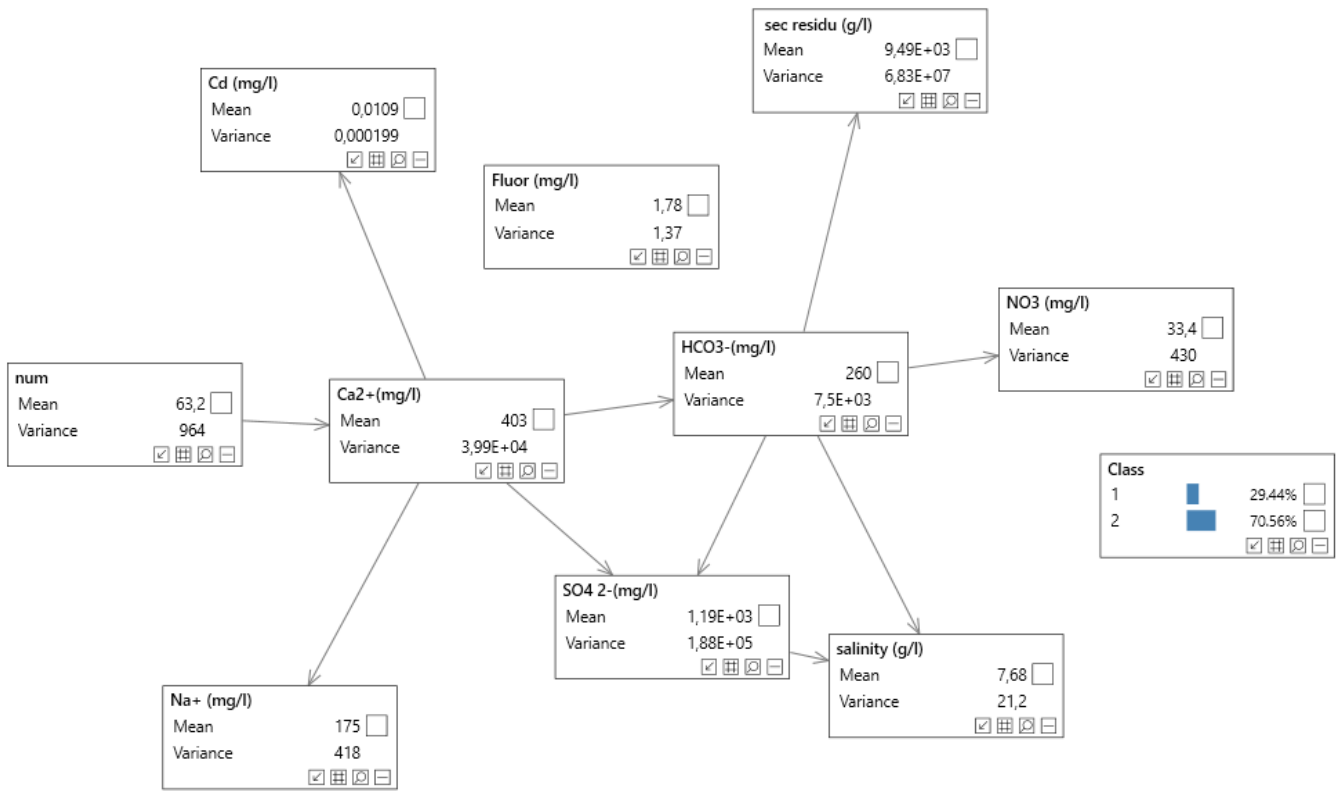 sec residu (g/l)
Mean 9,49E+03
Variance 6,83E+07
Cd (mg/l)
Mean 0,0109
Variance 0,000199
Fluor (mg/l)
Mean 1,78
Variance 1,37
NO3 (mg/l)
Mean 33,4
Variance 430
HCO3-(mg/l)
Mean 260
Variance 7,5E+03
num
Mean 63,2
Variance 964
Ca2+(mg/l)
Mean 403
Variance 3,99E+04
Class
1 29.44%
2 70.56%
SO4 2-(mg/l)
Mean 1,19E+03
Variance 1,88E+05
salinity (g/l)
Mean 7,68
Variance 21,2
Na+ (mg/l)
Mean 175
Variance 418